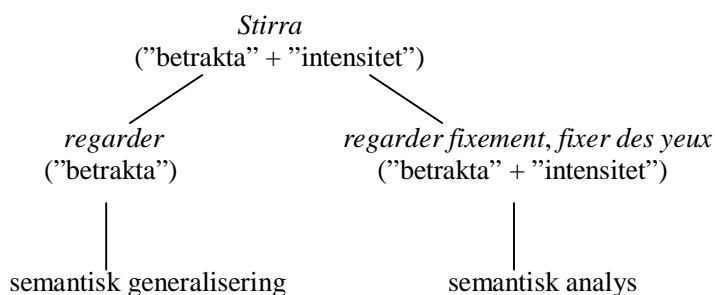 Stirra
(”betrakta” + ”intensitet”)
regarder
(”betrakta”)
regarder fixement, fixer des yeux
(”betrakta” + ”intensitet”)
semantisk generalisering
semantisk analys